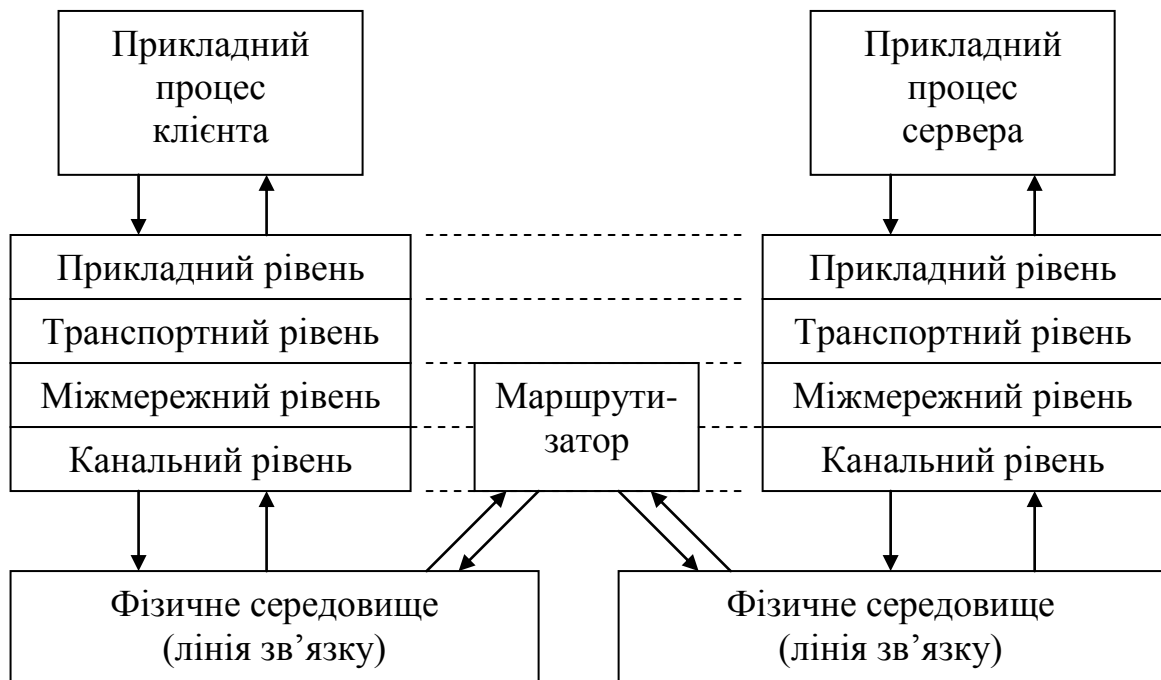 Прикладний
процес
клієнта
Прикладний
процес
сервера
Прикладний рівень
Прикладний рівень
Транспортний рівень
Транспортний рівень
Міжмережний рівень
Маршрути-
затор
Міжмережний рівень
Канальний рівень
Канальний рівень
Фізичне середовище
(лінія зв’язку)
Фізичне середовище
(лінія зв’язку)